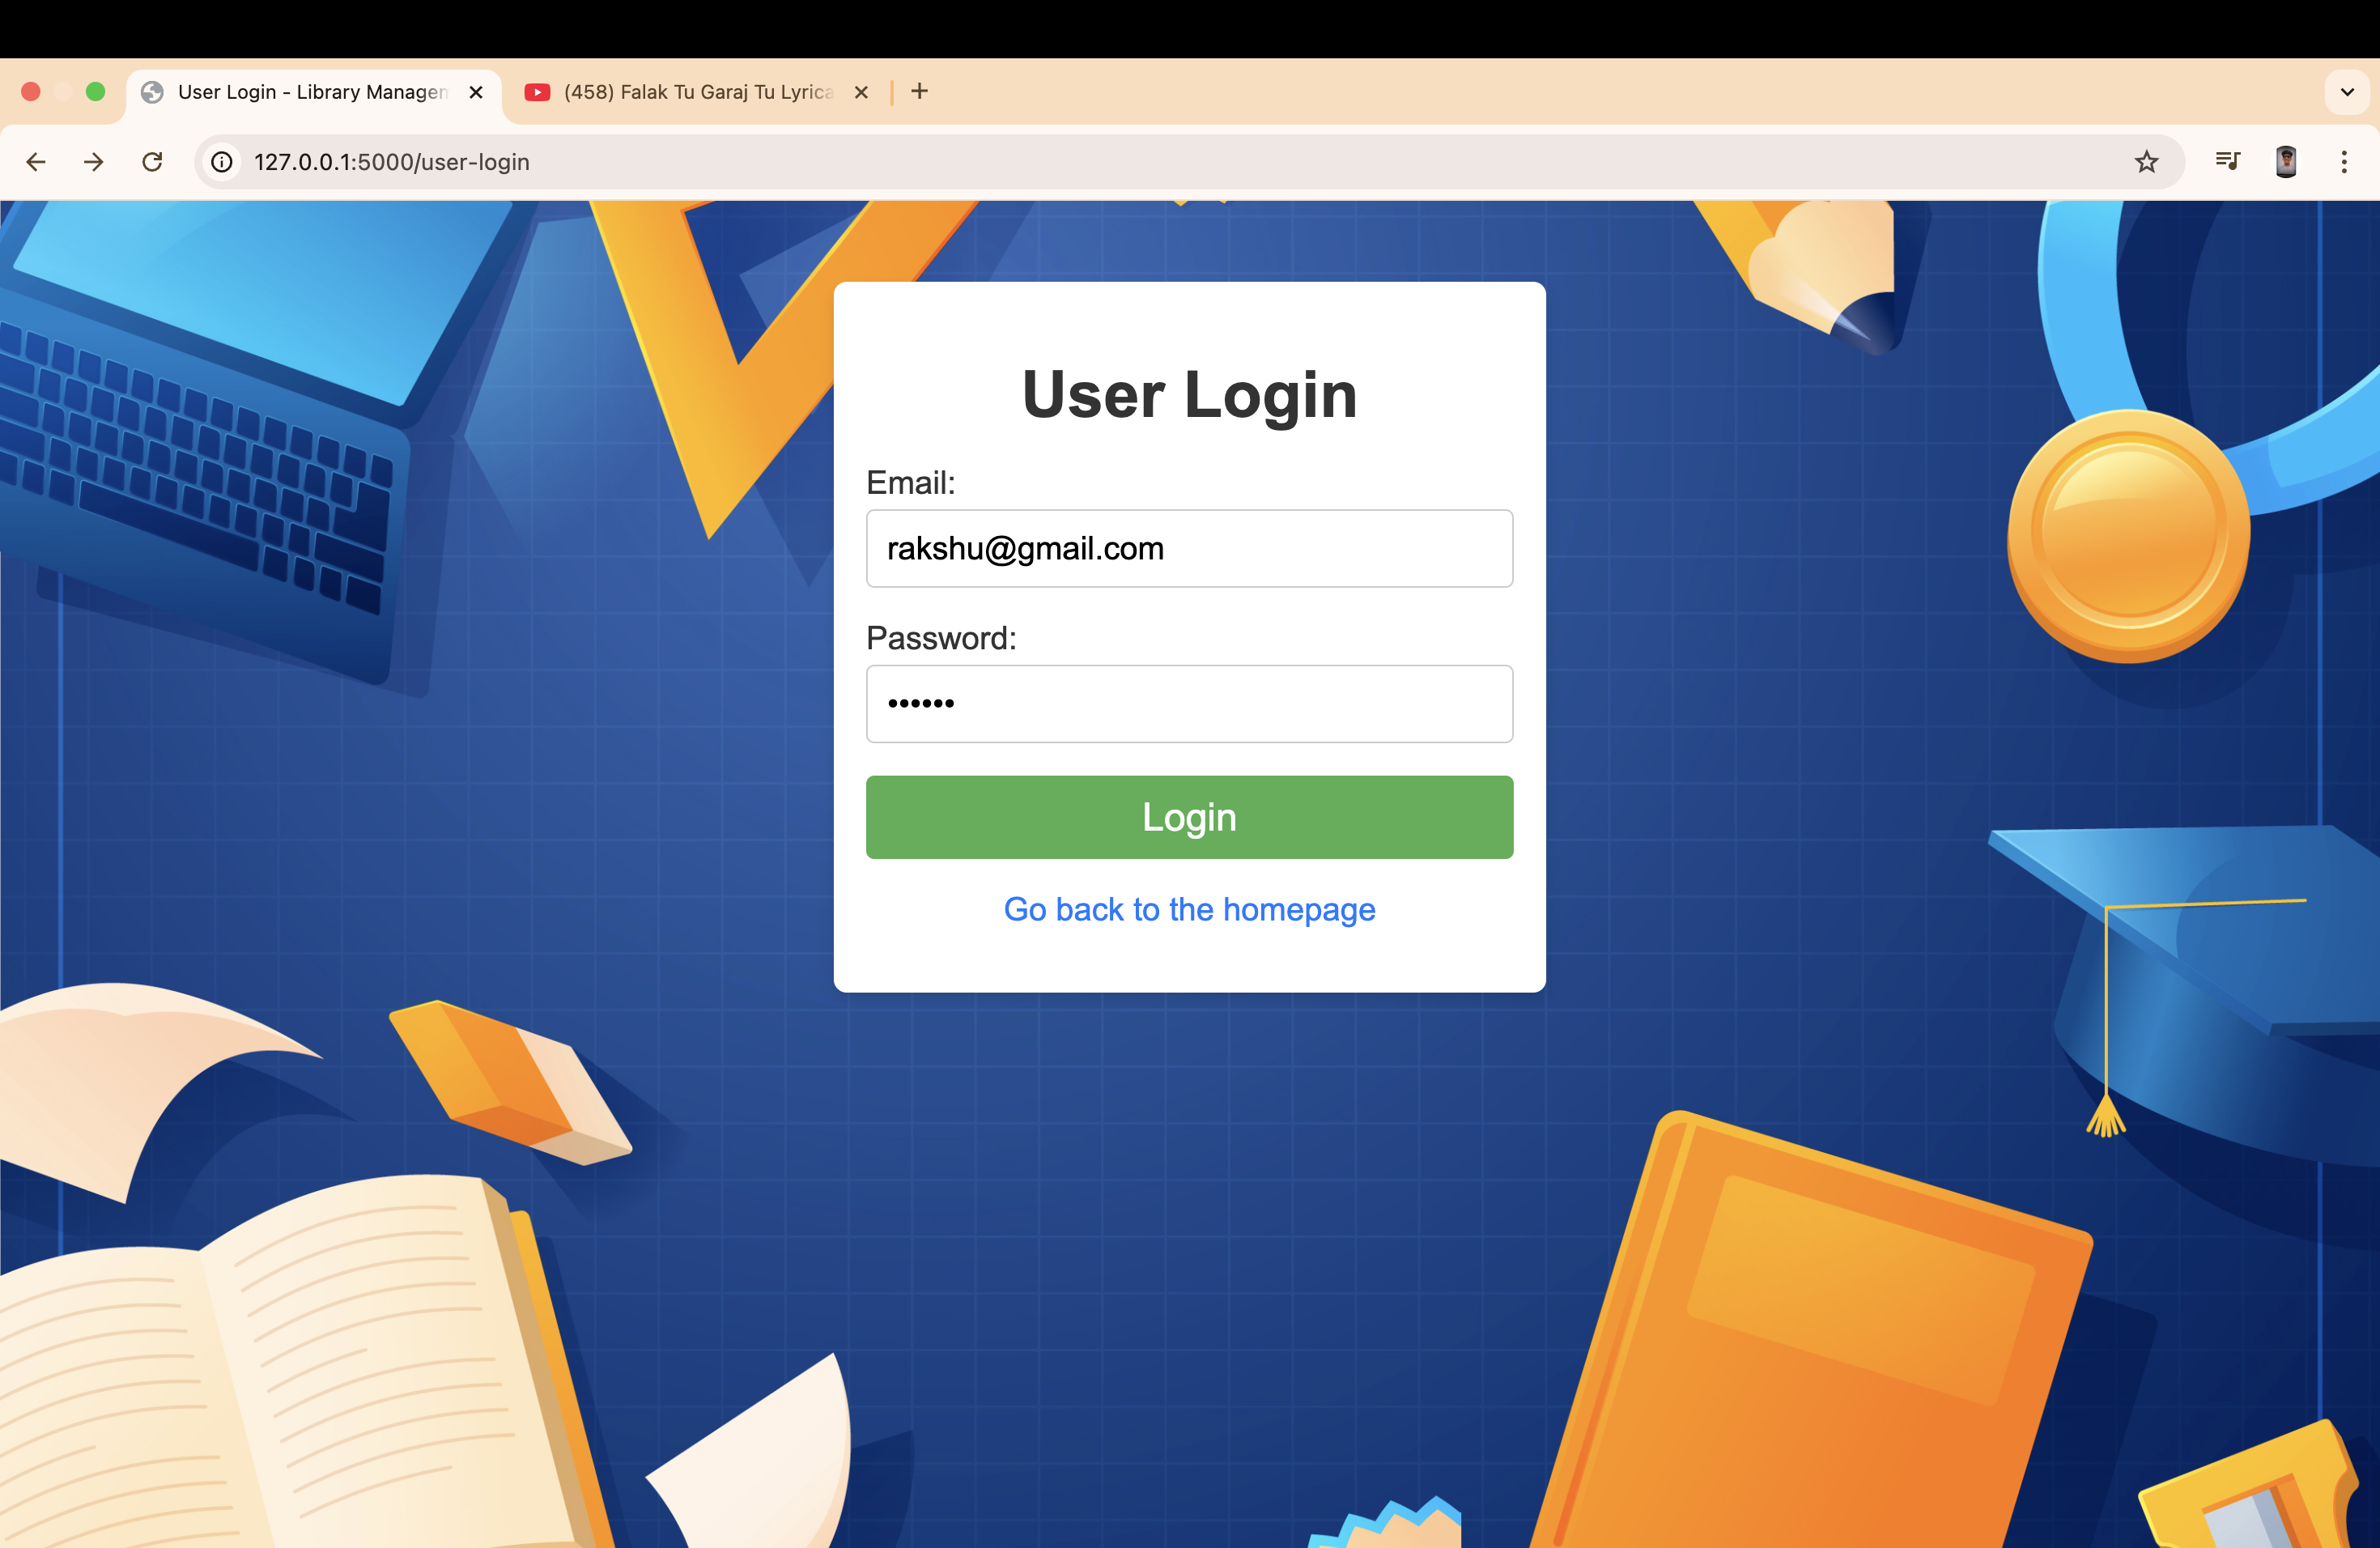 User Login - Library Managen
(458) Falak Tu Garaj Tu Lyrica
127.0.0.1:5000/user-login
User Login
Email:
rakshu@gmail.com
Password:
••••••
Login
Go back to the homepage